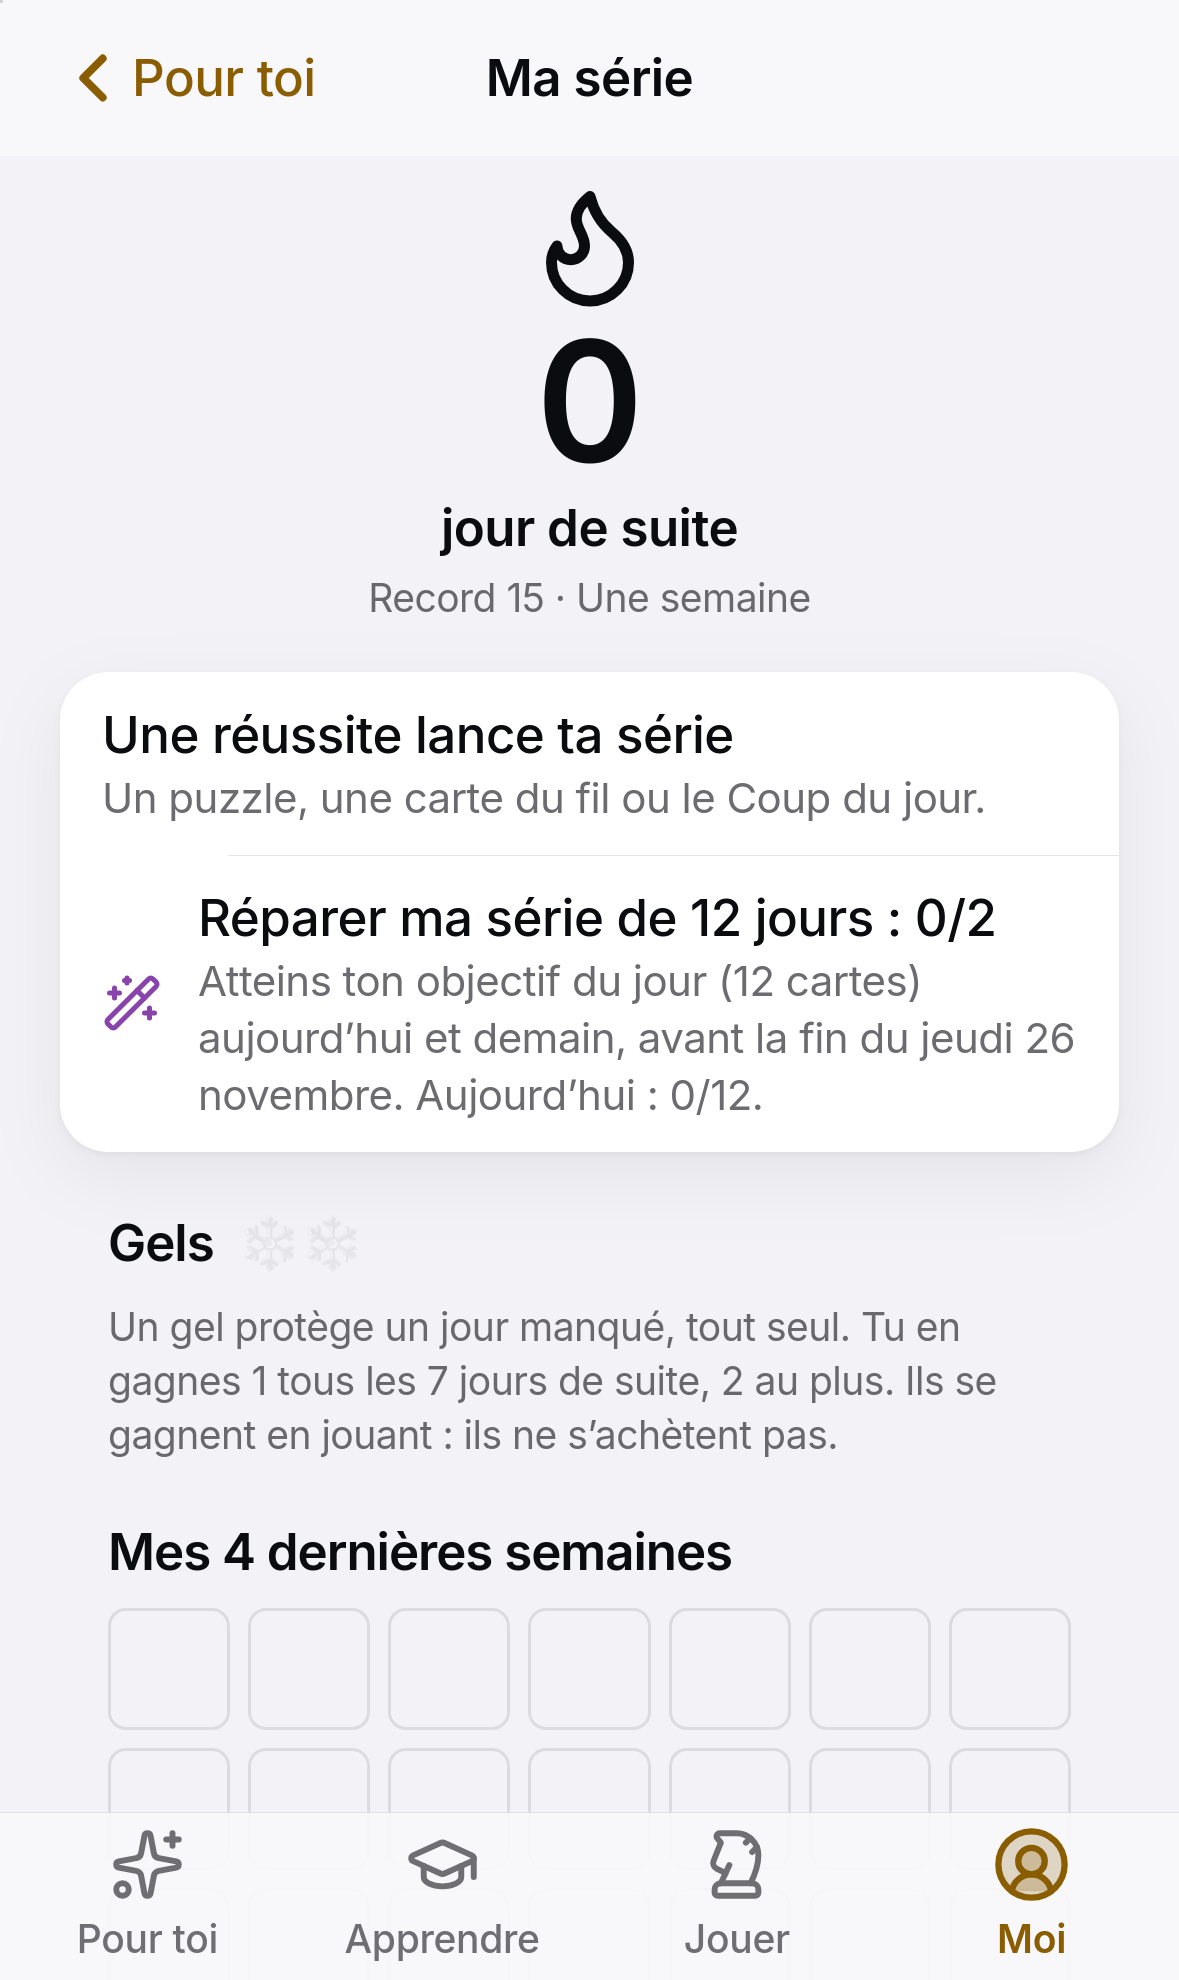 Pour toi
Ma série
0
jour de suite
Record 15 · Une semaine
Une réussite lance ta série
Un puzzle, une carte du fil ou le Coup du jour.
Réparer ma série de 12 jours : 0/2
Atteins ton objectif du jour (12 cartes)
aujourd’hui et demain, avant la fin du jeudi 26
novembre. Aujourd’hui : 0/12.
Gels
Un gel protège un jour manqué, tout seul. Tu en
gagnes 1 tous les 7 jours de suite, 2 au plus. Ils se
gagnent en jouant : ils ne s’achètent pas.
Mes 4 dernières semaines
Pour toi
Apprendre
Jouer
Moi